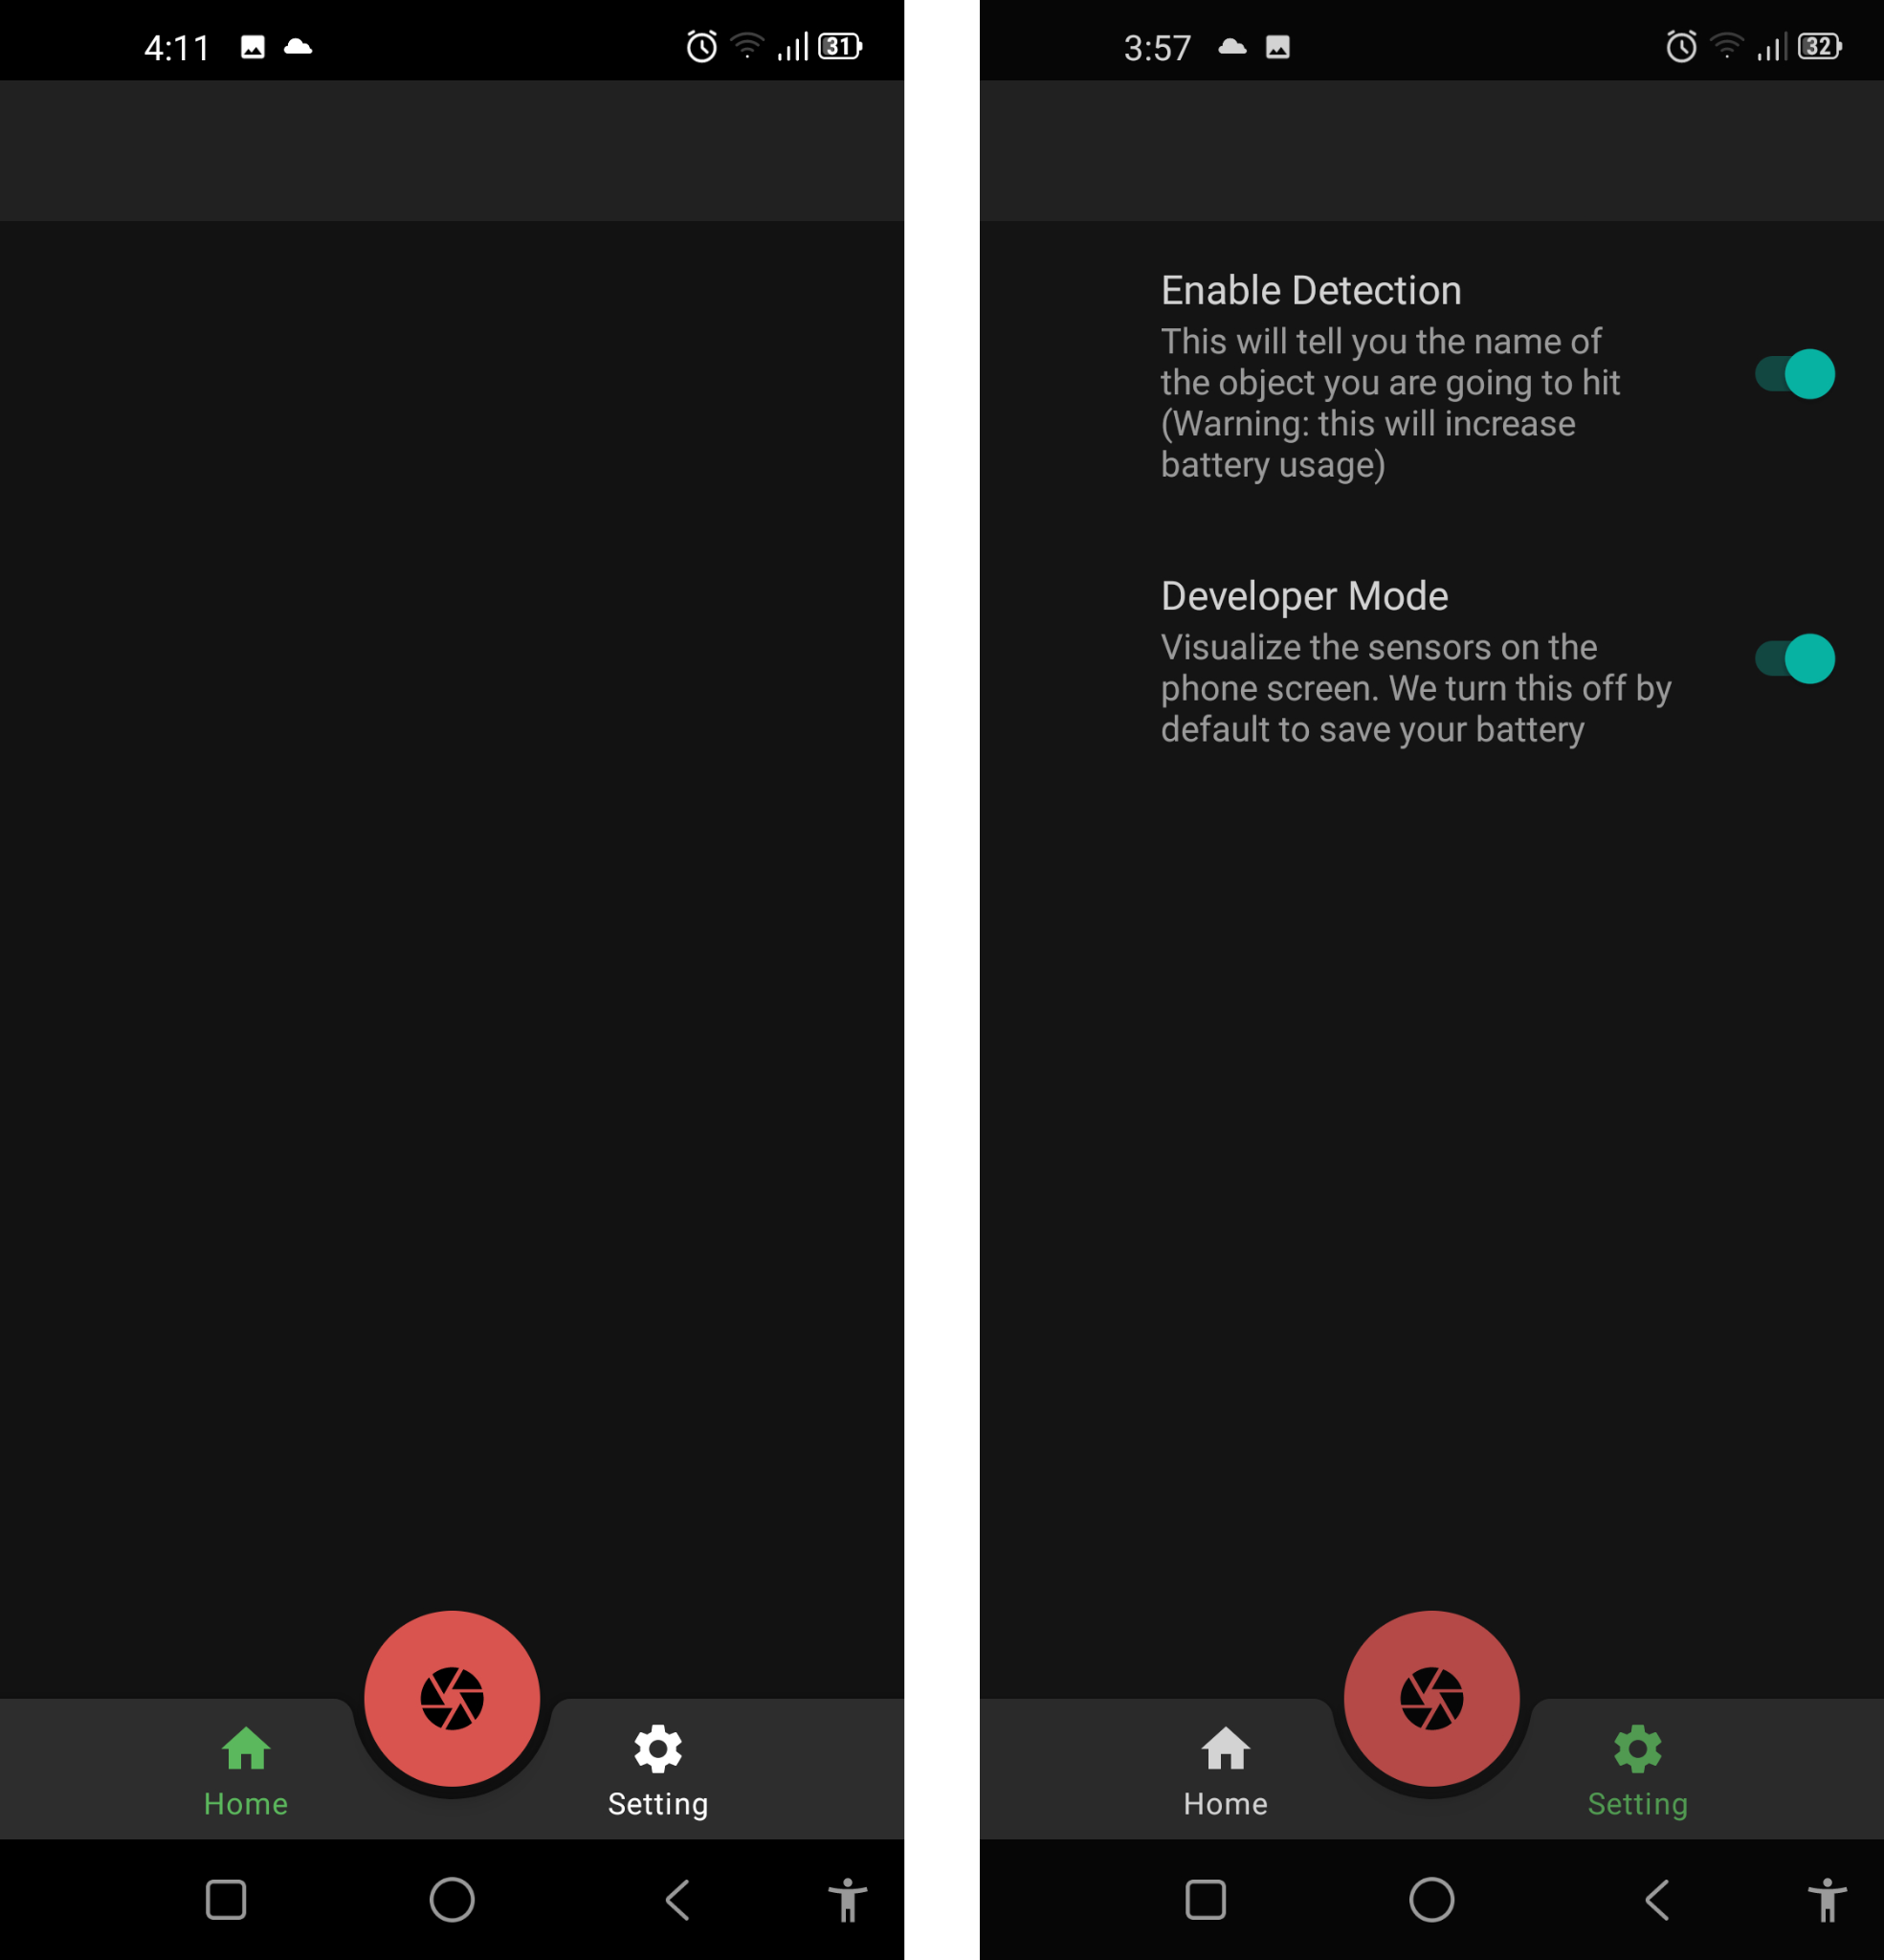 4:11
31
Home
Setting
3:57
32
Enable Detection
This will tell you the name of
the object you are going to hit
(Warning: this will increase
battery usage)
Developer Mode
Visualize the sensors on the
phone screen. We turn this off by
default to save your battery
Home
Setting